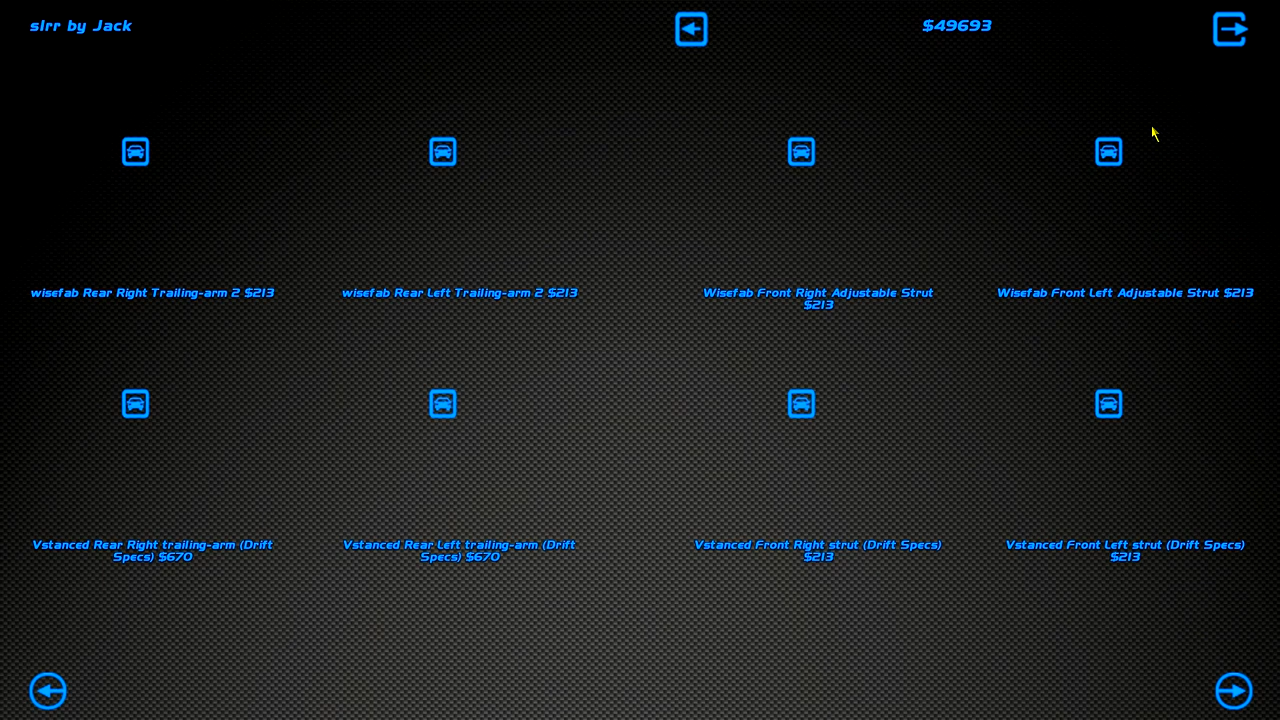 slrr by Jack
$49693
wisefab Rear Right Trailing-arm 2 $213
wisefab Rear Left Trailing-arm 2 $213
Wisefab Front Right Adjustable Strut
$213
Wisefab Front Left Adjustable Strut $213
Vstanced Rear Right trailing-arm (Drift
Specs) $670
Vstanced Rear Left trailing-arm (Drift
Specs) $670
Vstanced Front Right strut (Drift Specs)
$213
Vstanced Front Left strut (Drift Specs)
$213